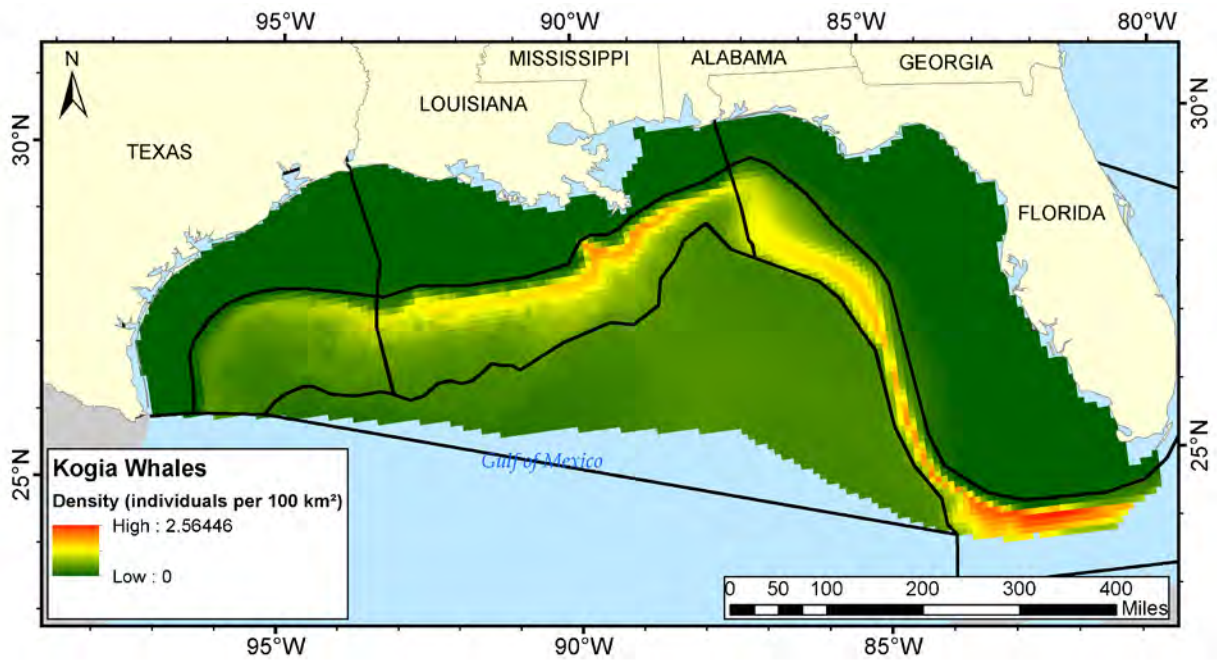 95°W 90°W 85°W 80°W
N
MISSISSIPPI ALABAMA GEORGIA
LOUISIANA
TEXAS
30°N 30°N
FLORIDA
25°N 25°N
Gulf of Mexico
Kogia Whales
Density (individuals per 100 km²)
High : 2.56446
Low : 0
0 50 100 200 300 400
Miles
95°W 90°W 85°W 80°W